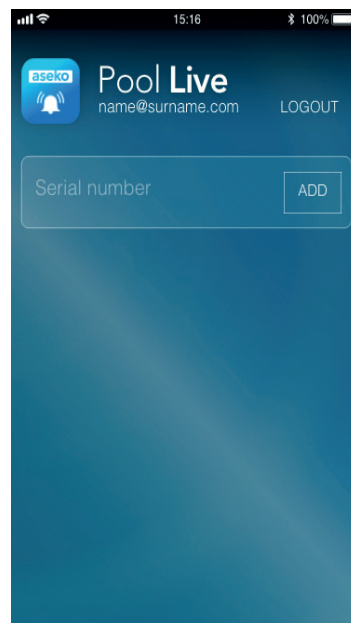 15:16 100%
aseko
Pool Live
name@surname.com LOGOUT
Serial number ADD